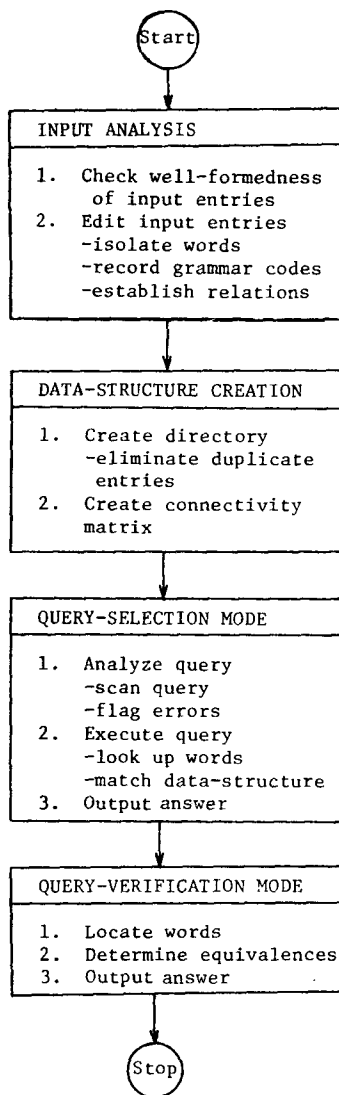 Start
INPUT ANALYSIS
1. Check well-formedness
of input entries
2. Edit input entries
-isolate words
-record grammar codes
-establish relations
DATA-STRUCTURE CREATION
1. Create directory
-eliminate duplicate
entries
2. Create connectivity
matrix
QUERY-SELECTION MODE
1. Analyze query
-scan query
-flag errors
2. Execute query
-look up words
-match data-structure
3. Output answer
QUERY-VERIFICATION MODE
1. Locate words
2. Determine equivalences
3. Output answer
Stop